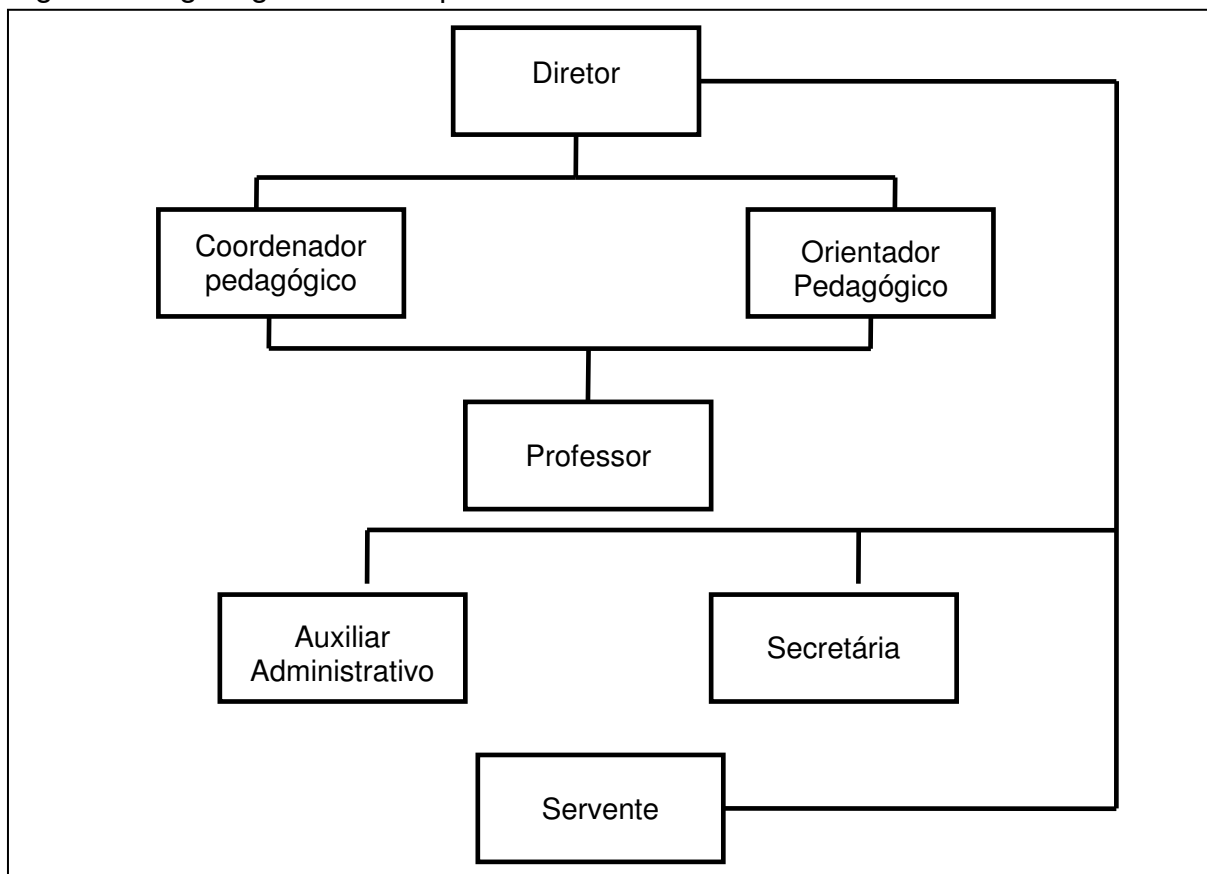 Diretor
Coordenador
pedagógico
Orientador
Pedagógico
Professor
Auxiliar
Administrativo
Secretária
Servente